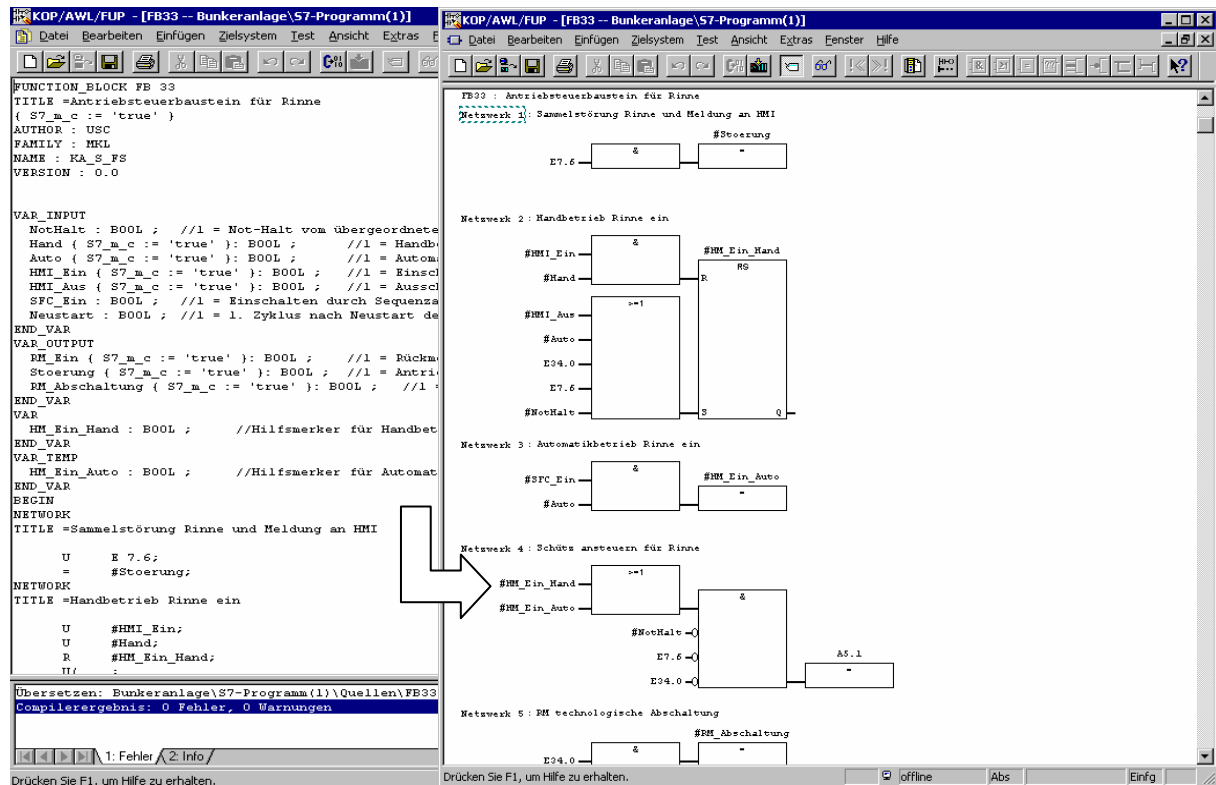 KOP/AWL/FUP - [FB33 -- Bunkeranlage\S7-Programm(1)]
Datei Bearbeiten Einfügen Zielsystem Test Ansicht Extras F
FUNCTION_BLOCK FB 33
TITLE =Antriebsteuerbaustein für Rinne
{ S7_m_c := 'true' }
AUTHOR : USC
FAMILY : MKL
NAME : KA_S_FS
VERSION : 0.0
VAR_INPUT
NotHalt : BOOL ; //1 = Not-Halt vom übergeordnete
Hand { S7_m_c := 'true' }: BOOL ; //1 = Handb
Auto { S7_m_c := 'true' }: BOOL ; //1 = Autom
HMI_Ein { S7_m_c := 'true' }: BOOL ; //1 = Einsc
HMI_Aus { S7_m_c := 'true' }: BOOL ; //1 = Aussc
SFC_Ein : BOOL ; //1 = Einschalten durch Sequenza
Neustart : BOOL ; //1 = 1. Zyklus nach Neustart de
END_VAR
VAR_OUTPUT
RM_Ein { S7_m_c := 'true' }: BOOL ; //1 = Rückm
Stoerung { S7_m_c := 'true' }: BOOL ; //1 = Antri
RM_Abschaltung { S7_m_c := 'true' }: BOOL ; //1 =
END_VAR
VAR
HM_Ein_Hand : BOOL ; //Hilfsmerker für Handbet
END_VAR
VAR_TEMP
HM_Ein_Auto : BOOL ; //Hilfsmerker für Automat
END_VAR
BEGIN
NETWORK
TITLE =Sammelstörung Rinne und Meldung an HMI
U E 7.6;
= #Stoerung;
NETWORK
TITLE =Handbetrieb Rinne ein
U #HMI_Ein;
U #Hand;
R #HM_Ein_Hand;
U( ;
Übersetzen: Bunkeranlage\S7-Programm(1)\Quellen\FB33
Compilerergebnis: 0 Fehler, 0 Warnungen
1: Fehler 2: Info
Drücken Sie F1, um Hilfe zu erhalten.
KOP/AWL/FUP - [FB33 -- Bunkeranlage\S7-Programm(1)]
Datei Bearbeiten Einfügen Zielsystem Test Ansicht Extras Fenster Hilfe
FB33 : Antriebsteuerbaustein für Rinne
Netzwerk 1: Sammelstörung Rinne und Meldung an HMI
#Stoerung
& =
E7.6
Netzwerk 2: Handbetrieb Rinne ein
&
#HMI_Ein #HM_Ein_Hand
RS
#Hand R
>=1
#HMI_Aus
#Auto
E34.0
E7.6
#NotHalt S Q
Netzwerk 3: Automatikbetrieb Rinne ein
&
#SFC_Ein #HM_Ein_Auto
=
#Auto
Netzwerk 4: Schütz ansteuern für Rinne
>=1
#HM_Ein_Hand
&
#HM_Ein_Auto
#NotHalt
E7.6 A5.1
=
E34.0
Netzwerk 5: RM technologische Abschaltung
#RM_Abschaltung
& =
E34.0
Drücken Sie F1, um Hilfe zu erhalten. offline Abs Einfg